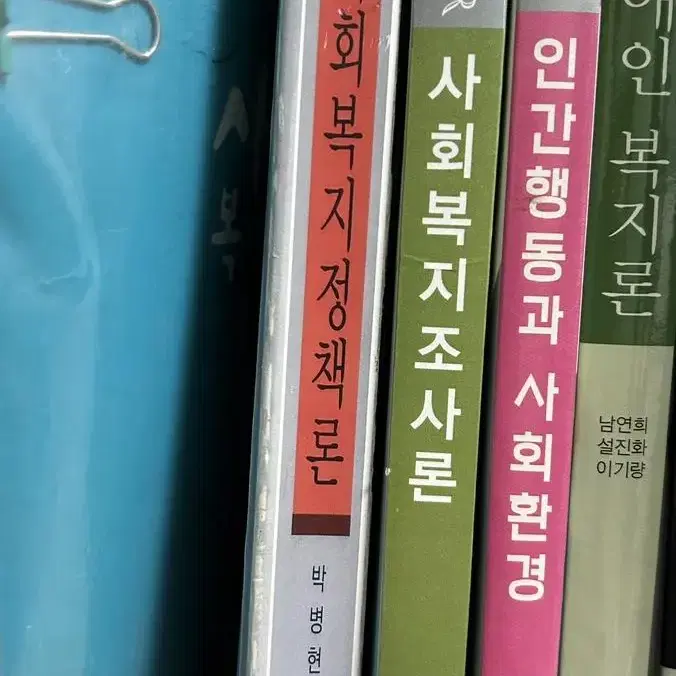 회복지정책론
박병현
사회복지조사론
인간행동과 사회환경
애인 복지론
남연희
설진화
이기량